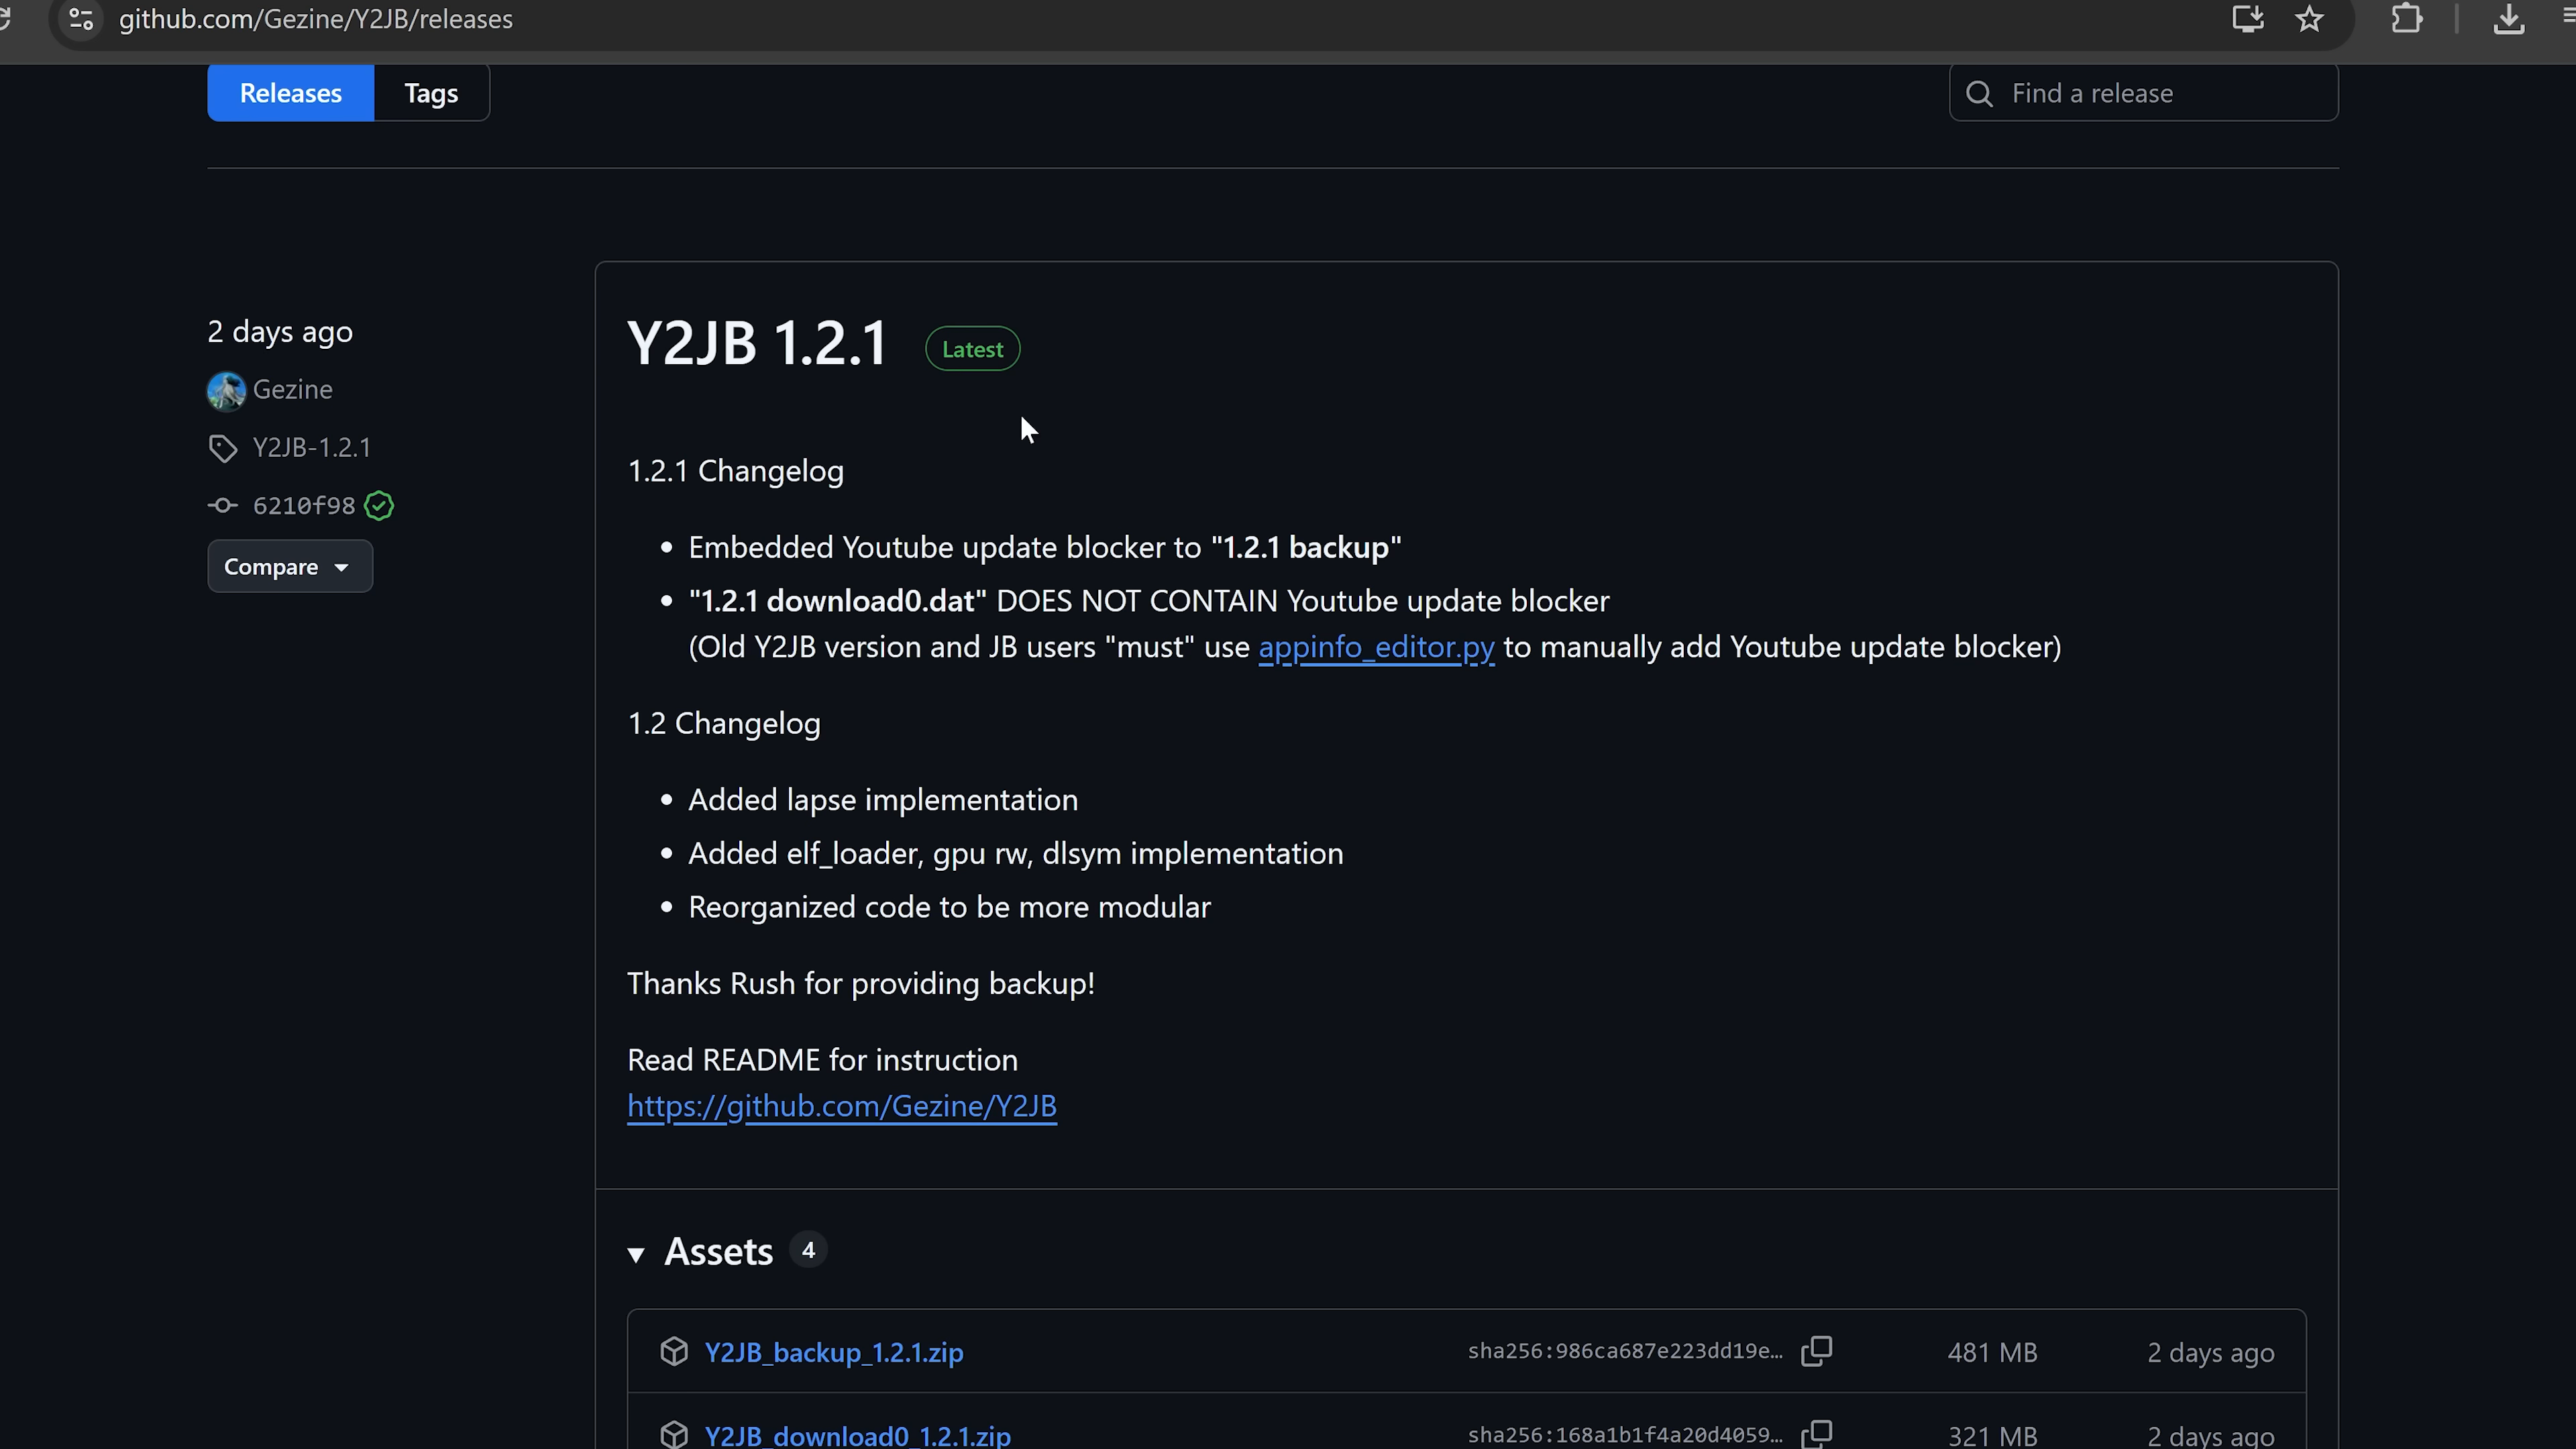 github.com/Gezine/Y2JB/releases
Releases
Tags
Find a release
2 days ago
Gezine
Y2JB-1.2.1
6210f98
Compare
Y2JB 1.2.1
Latest
1.2.1 Changelog
Embedded Youtube update blocker to "1.2.1 backup"
"1.2.1 download0.dat" DOES NOT CONTAIN Youtube update blocker
(Old Y2JB version and JB users "must" use appinfo_editor.py to manually add Youtube update blocker)
1.2 Changelog
Added lapse implementation
Added elf_loader, gpu rw, dlsym implementation
Reorganized code to be more modular
Thanks Rush for providing backup!
Read README for instruction
https://github.com/Gezine/Y2JB
Assets 4
Y2JB_backup_1.2.1.zip sha256:986ca687e223dd19e… 481 MB 2 days ago
Y2JB_download0_1.2.1.zip sha256:168a1b1f4a20d4059… 321 MB 2 days ago